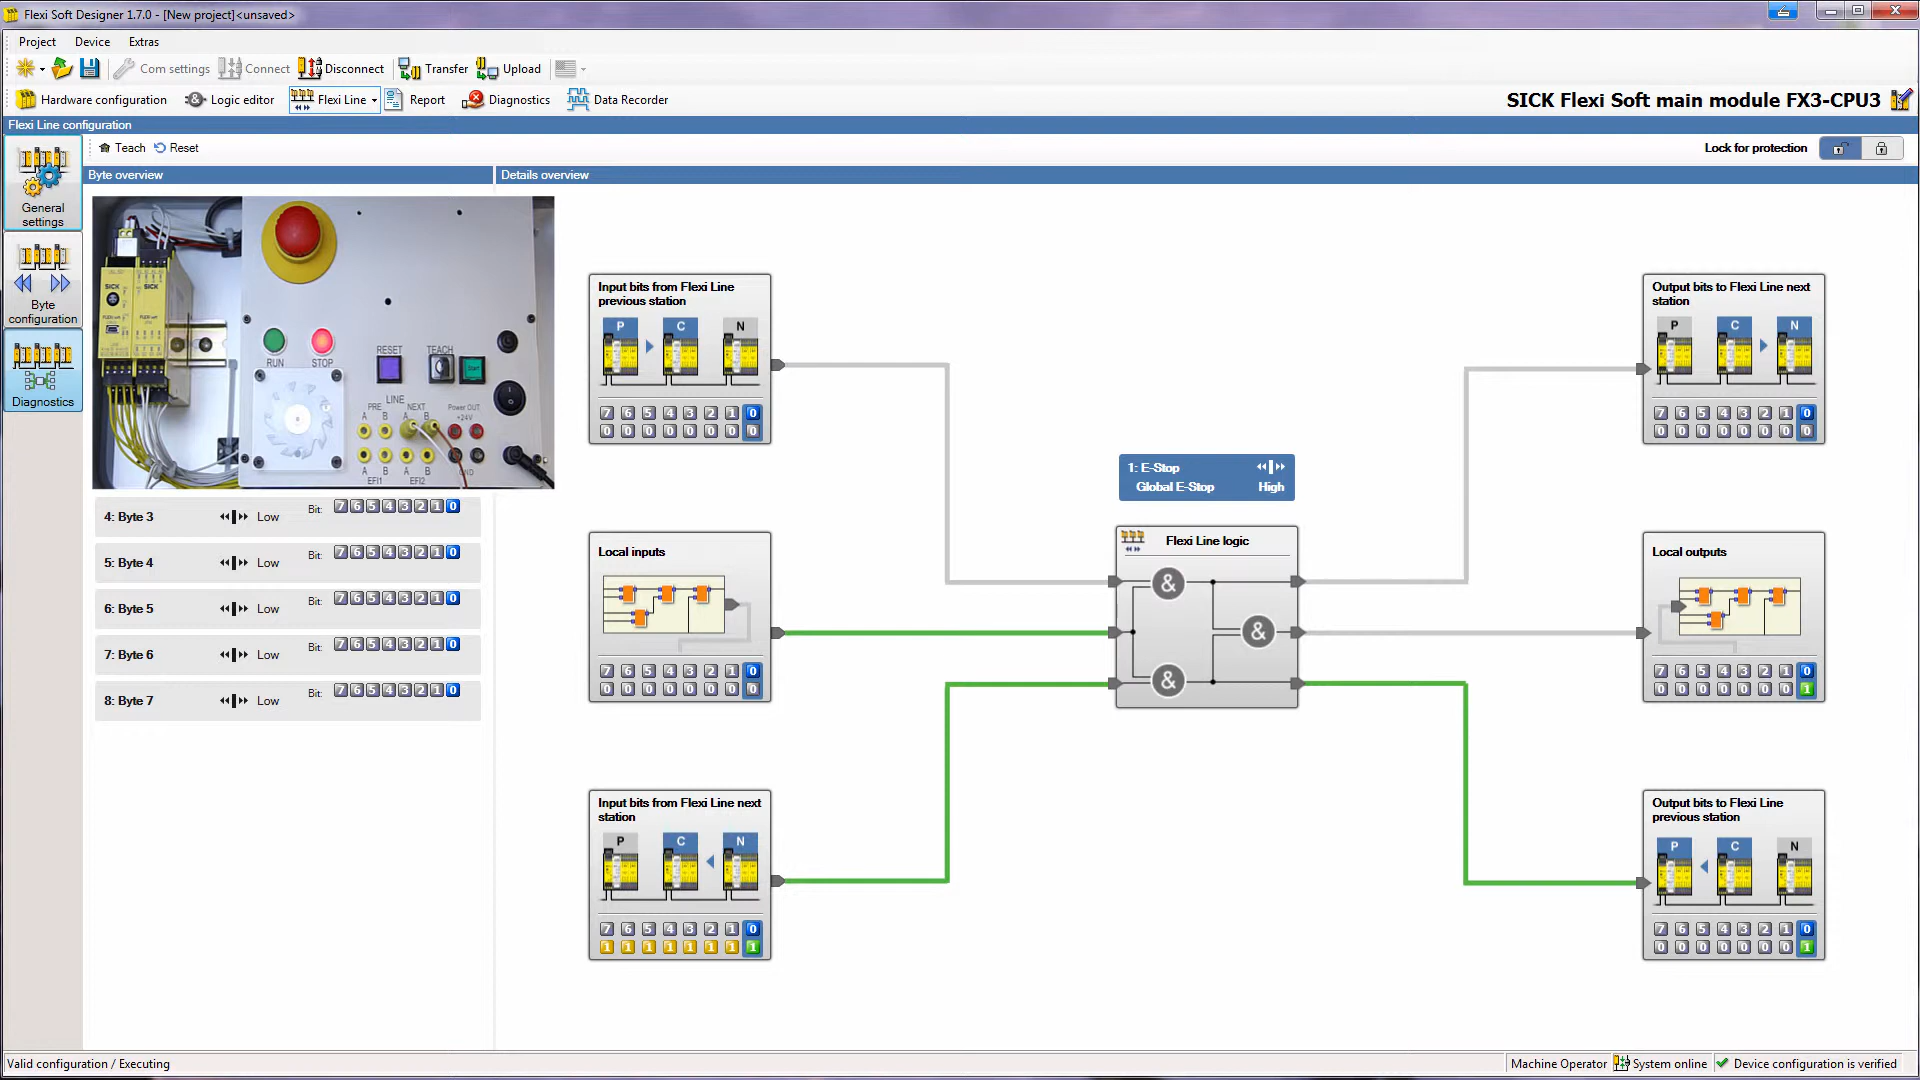 Flexi Soft Designer 1.7.0 - [New project]<unsaved>
Project Device Extras
Com settings Connect Disconnect Transfer Upload
Hardware configuration Logic editor Flexi Line Report Diagnostics Data Recorder
SICK Flexi Soft main module FX3-CPU3
Flexi Line configuration
Teach Reset
Lock for protection
General
settings
Byte
configuration
Diagnostics
Byte overview
Details overview
SICK SICK
RUN STOP
RESET TEACH
Start
LINE
PRE NEXT
A B A B
Power OUT
+24V
A B A B
EFI1 EFI2
4: Byte 3 Low Bit: 7 6 5 4 3 2 1 0
5: Byte 4 Low Bit: 7 6 5 4 3 2 1 0
6: Byte 5 Low Bit: 7 6 5 4 3 2 1 0
7: Byte 6 Low Bit: 7 6 5 4 3 2 1 0
8: Byte 7 Low Bit: 7 6 5 4 3 2 1 0
Input bits from Flexi Line
previous station
P C N
7 6 5 4 3 2 1 0
0 0 0 0 0 0 0 0
Local inputs
7 6 5 4 3 2 1 0
0 0 0 0 0 0 0 0
Input bits from Flexi Line next
station
P C N
7 6 5 4 3 2 1 0
1 1 1 1 1 1 1 1
1: E-Stop
Global E-Stop High
Flexi Line logic
&
&
&
Output bits to Flexi Line next
station
P C N
7 6 5 4 3 2 1 0
0 0 0 0 0 0 0 0
Local outputs
7 6 5 4 3 2 1 0
0 0 0 0 0 0 0 1
Output bits to Flexi Line
previous station
P C N
7 6 5 4 3 2 1 0
0 0 0 0 0 0 0 1
Valid configuration / Executing
Machine Operator System online Device configuration is verified